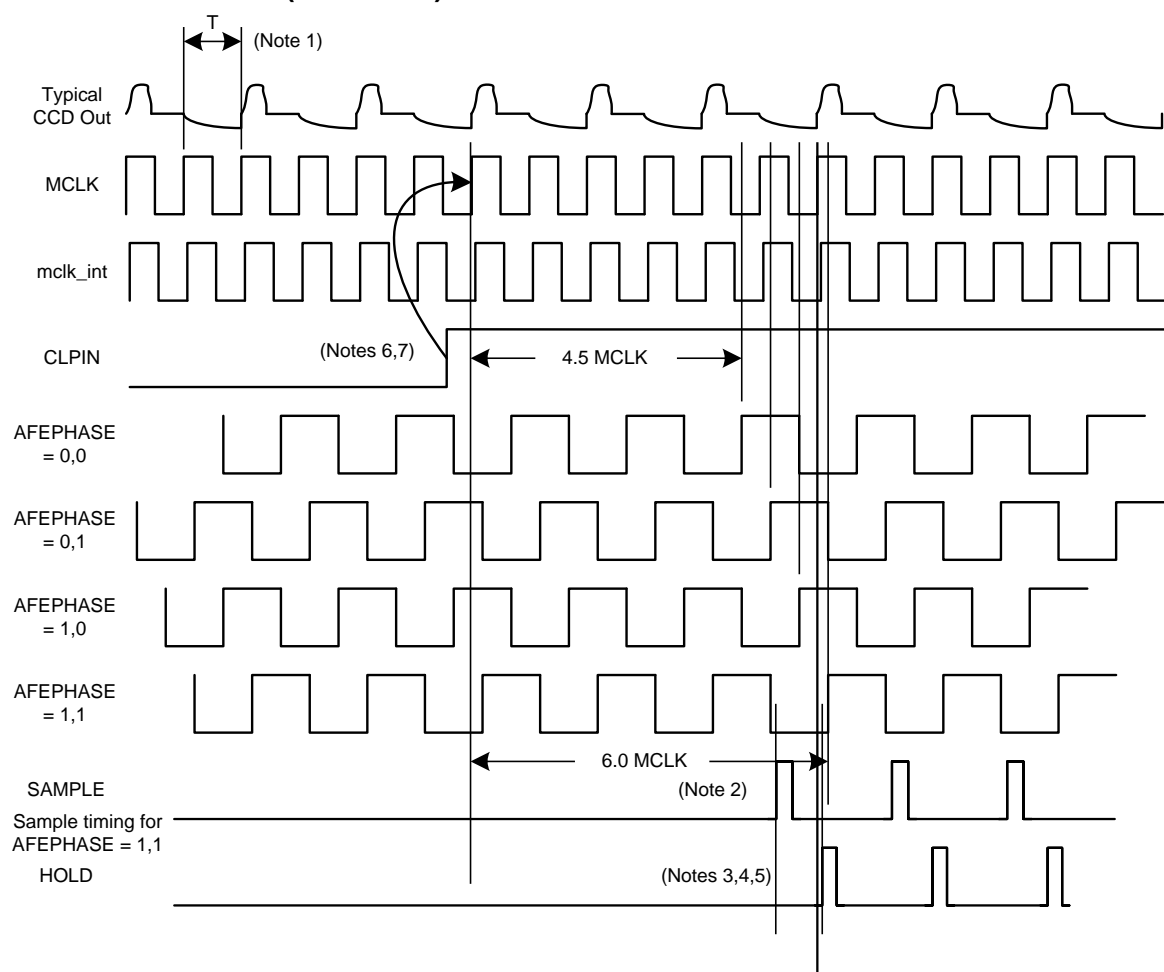 T
(Note 1)
Typical
CCD Out
MCLK
mclk_int
CLPIN
(Notes 6,7)
4.5 MCLK
AFEPHASE
= 0,0
AFEPHASE
= 0,1
AFEPHASE
= 1,0
AFEPHASE
= 1,1
6.0 MCLK
SAMPLE
(Note 2)
Sample timing for
AFEPHASE = 1,1
HOLD
(Notes 3,4,5)